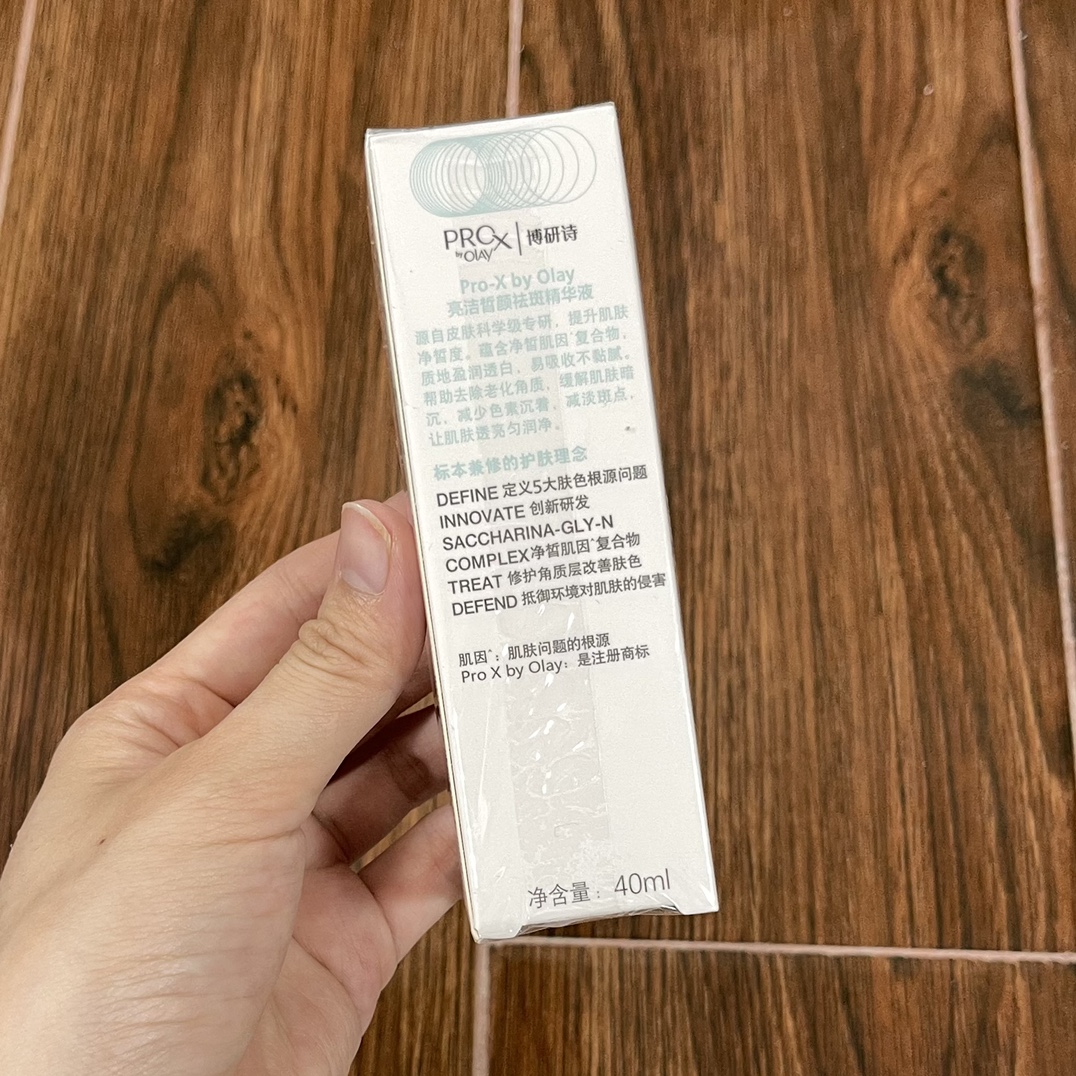 PROX by OLAY | 博研诗
Pro-X by Olay
亮洁皙颜祛斑精华液
源自皮肤科学级专研，提升肌肤
净皙度。蕴含净皙肌因^复合物，
质地盈润透白，易吸收不黏腻。
帮助去除老化角质，缓解肌肤暗
沉，减少色素沉着，减淡斑点，
让肌肤透亮匀润净。
标本兼修的护肤理念
DEFINE 定义5大肤色根源问题
INNOVATE 创新研发
SACCHARINA-GLY-N
COMPLEX净皙肌因^复合物
TREAT 修护角质层改善肤色
DEFEND 抵御环境对肌肤的侵害
肌因^：肌肤问题的根源
Pro X by Olay：是注册商标
净含量：40ml